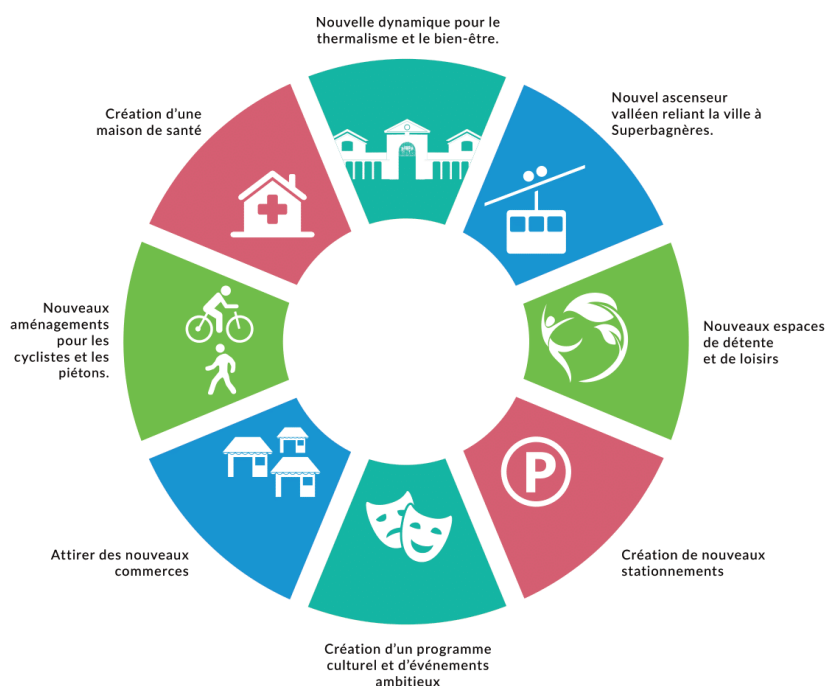 Nouvelle dynamique pour le
thermalisme et le bien-être.
Nouvel ascenseur
valléen reliant la ville à
Superbagnères.
Nouveaux espaces
de détente
et de loisirs
P
Création de nouveaux
stationnements
Création d'un programme
culturel et d'événements
ambitieux
Attirer des nouveaux
commerces
Nouveaux
aménagements
pour les
cyclistes et les
piétons.
Création d'une
maison de santé